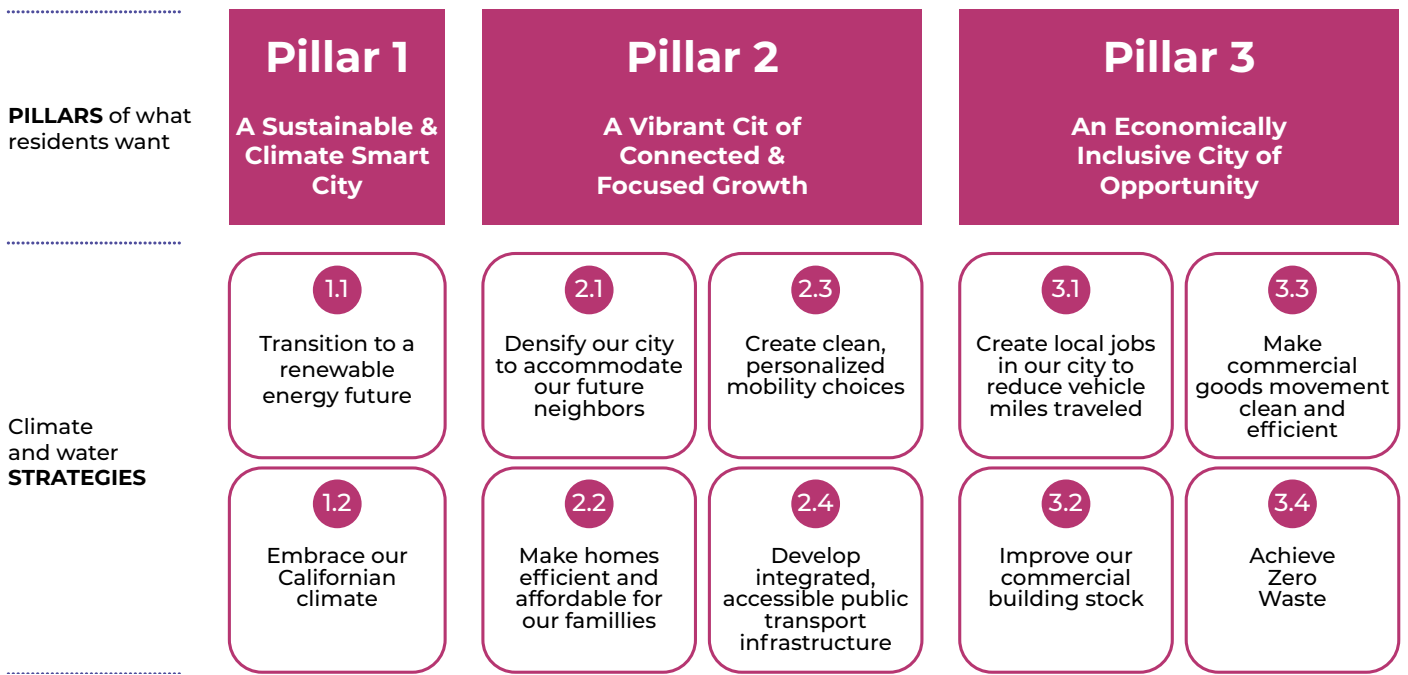 PILLARS of what
residents want
Pillar 1
A Sustainable &
Climate Smart
City
Pillar 2
A Vibrant Cit of
Connected &
Focused Growth
Pillar 3
An Economically
Inclusive City of
Opportunity
Climate
and water
STRATEGIES
1.1
Transition to a
renewable
energy future
2.1
Densify our city
to accommodate
our future
neighbors
2.3
Create clean,
personalized
mobility choices
3.1
Create local jobs
in our city to
reduce vehicle
miles traveled
3.3
Make
commercial
goods movement
clean and
efficient
1.2
Embrace our
Californian
climate
2.2
Make homes
efficient and
affordable for
our famillies
2.4
Develop
integrated,
accessible public
transport
infrastructure
3.2
Improve our
commercial
building stock
3.4
Achieve
Zero
Waste